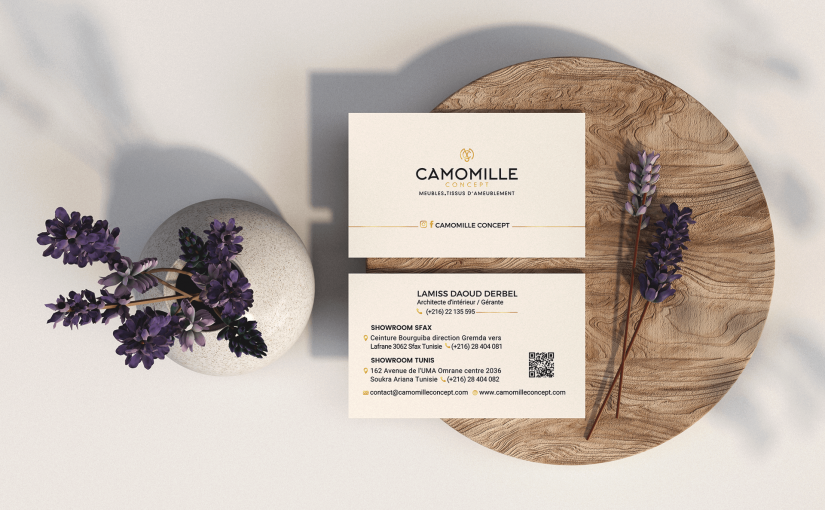 CAMOMILLE
CONCEPT
MEUBLES,TISSUS D'AMEUBLEMENT
CAMOMILLE CONCEPT
LAMISS DAOUD DERBEL
Architecte d'intérieur / Gérante
(+216) 22 135 595
SHOWROOM SFAX
Ceinture Bourguiba direction Gremda vers
Lafrane 3062 Sfax Tunisie (+216) 28 404 081
SHOWROOM TUNIS
162 Avenue de l'UMA Omrane centre 2036
Soukra Ariana Tunisie (+216) 28 404 082
contact@camomilleconcept.com www.camomilleconcept.com